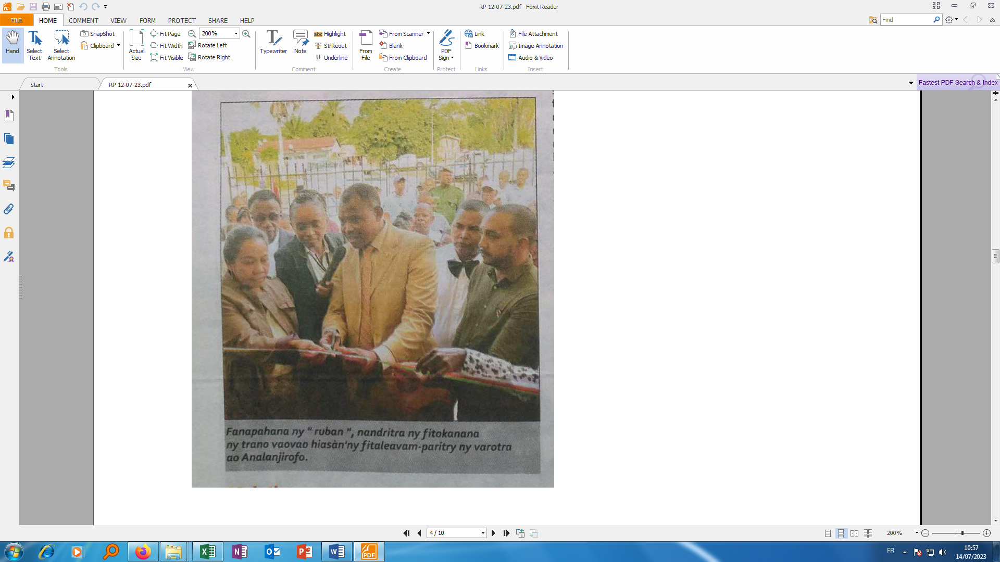 RP 12-07-23.pdf - Foxit Reader
FILE
HOME
COMMENT
VIEW
FORM
PROTECT
SHARE
HELP
Find
Hand
Select Text
Select Annotation
SnapShot
Clipboard
Tools
Actual Size
Fit Page
Fit Width
Fit Visible
200%
Rotate Left
Rotate Right
View
Typewriter
Note
Highlight
Strikeout
Underline
Comment
From File
From Scanner
Blank
From Clipboard
Create
PDF Sign
Protect
Link
Bookmark
Links
File Attachment
Image Annotation
Audio & Video
Insert
Start
RP 12-07-23.pdf
Fastest PDF Search & Index
Fanapahana ny " ruban ", nandritra ny fitokanana
ny trano vaovao hiasàn'ny fitaleavam-paritry ny varotra
ao Analanjirofo.
4 / 10
200%
FR
10:57
14/07/2023